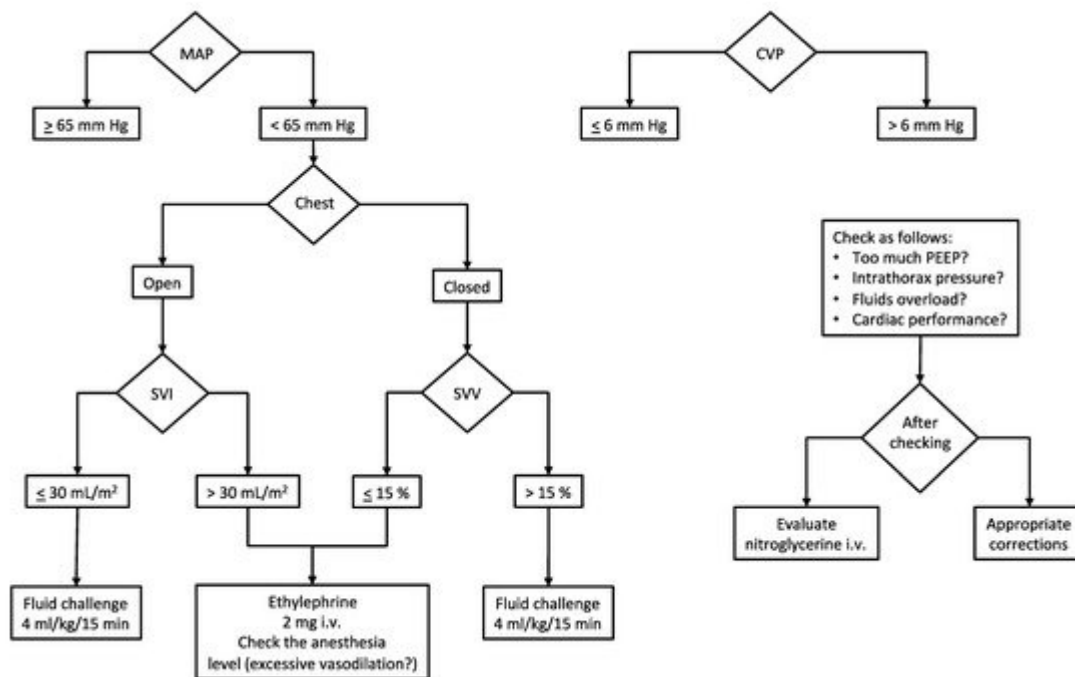 MAP
CVP
≥ 65 mm Hg
< 65 mm Hg
≤ 6 mm Hg
> 6 mm Hg
Chest
Check as follows:
• Too much PEEP?
• Intrathorax pressure?
• Fluids overload?
• Cardiac performance?
Open
Closed
SVI
SVV
After
checking
≤ 30 mL/m²
> 30 mL/m²
≤ 15 %
> 15 %
Evaluate
nitroglycerine i.v.
Appropriate
corrections
Fluid challenge
4 ml/kg/15 min
Ethylephrine
2 mg i.v.
Check the anesthesia
level (excessive vasodilation?)
Fluid challenge
4 ml/kg/15 min